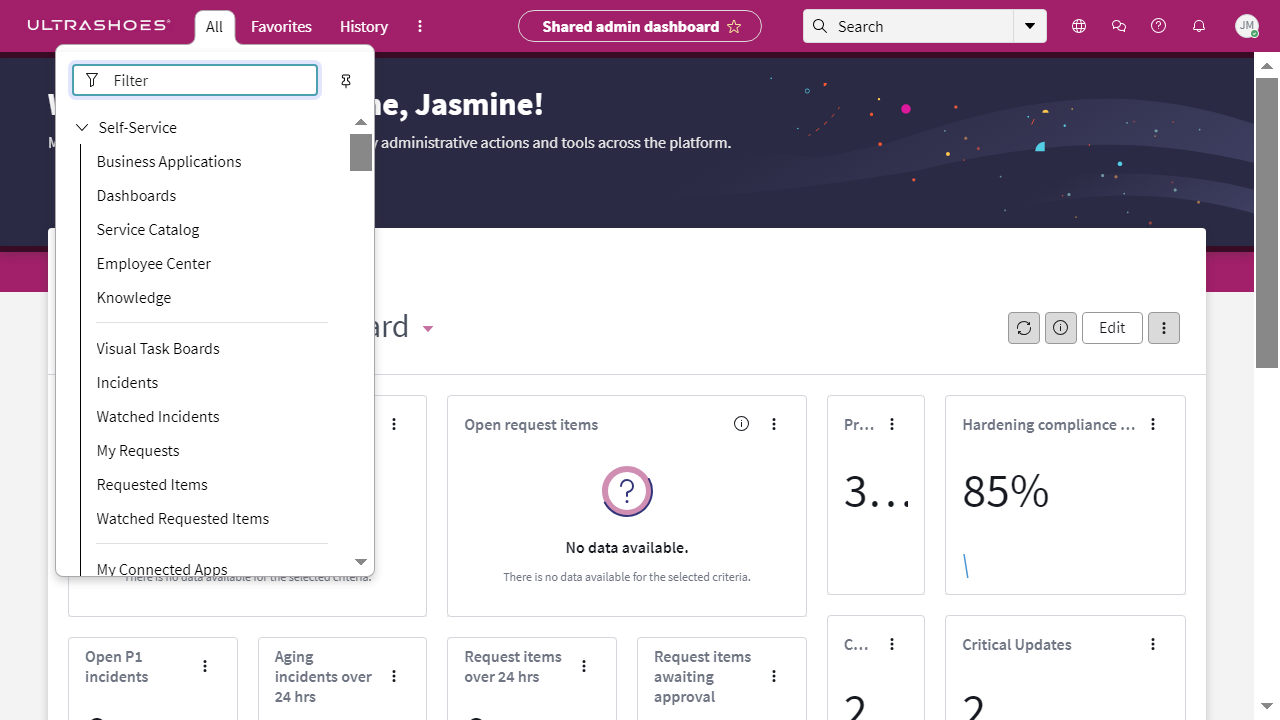 ULTRASHOES
All
Favorites
History
Shared admin dashboard
Search
JM
Filter
ne, Jasmine!
y administrative actions and tools across the platform.
Self-Service
Business Applications
Dashboards
Service Catalog
Employee Center
Knowledge
Visual Task Boards
Incidents
Watched Incidents
My Requests
Requested Items
Watched Requested Items
My Connected Apps
ard
Edit
There is no data available for the selected criteria.
Open request items
?
No data available.
There is no data available for the selected criteria.
Pr...
3...
Hardening compliance ...
85%
Open P1 incidents
Aging incidents over 24 hrs
Request items over 24 hrs
Request items awaiting approval
C...
2
Critical Updates
2